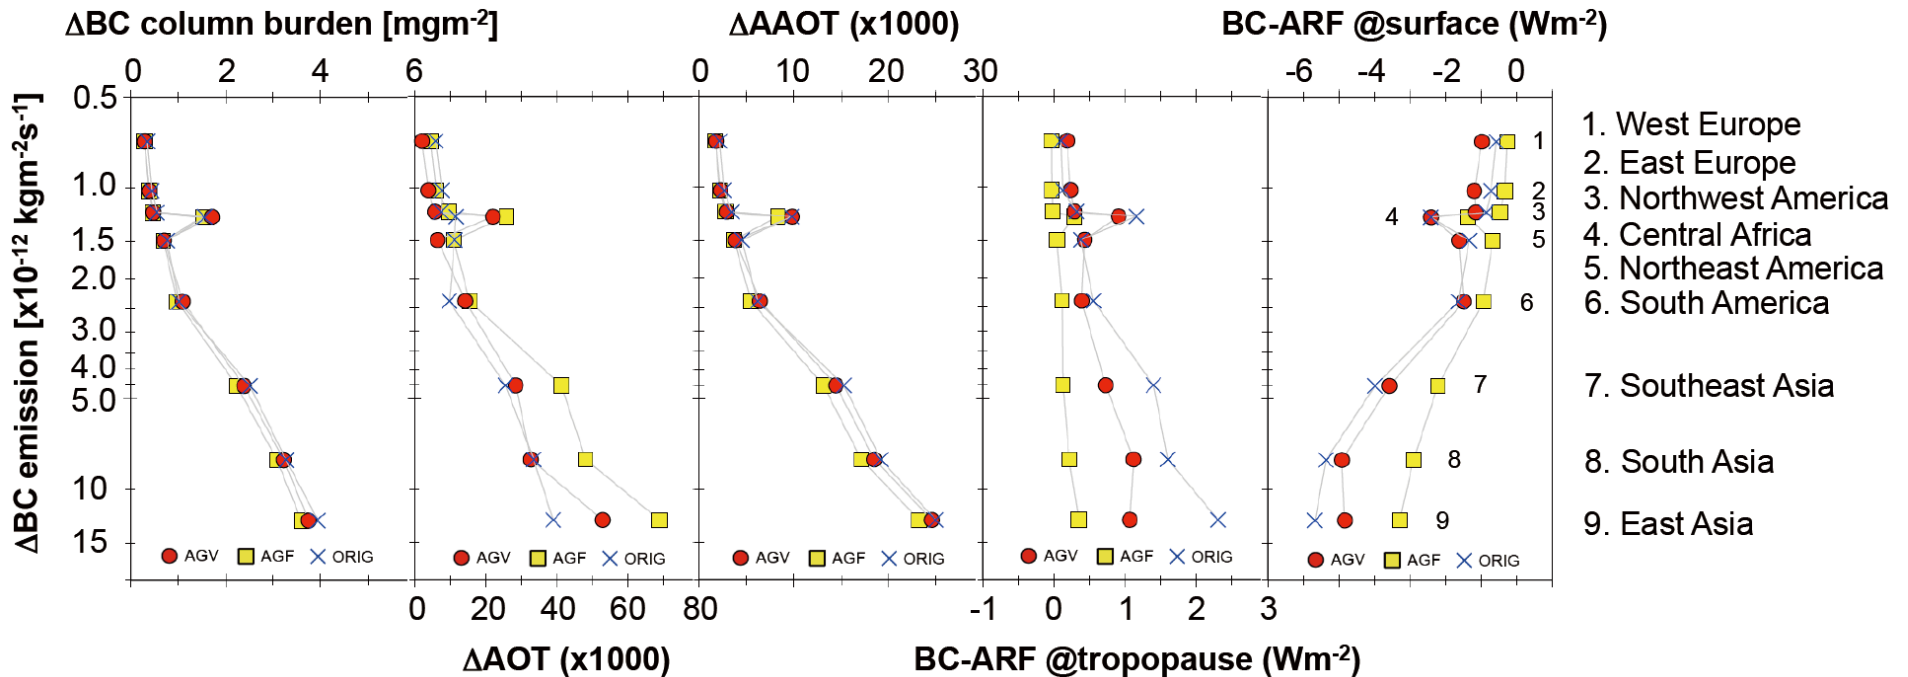 ΔBC column burden [mgm-2]
ΔAAOT (x1000)
BC-ARF @surface (Wm-2)
0 2 4 6
0 10 20 30
-6 -4 -2 0
ΔBC emission [x10-12 kgm-2s-1]
0.5
1.0
1.5
2.0
3.0
4.0
5.0
10
15
1
2
3
4
5
6
7
8
9
AGV AGF ORIG
AGV AGF ORIG
AGV AGF ORIG
AGV AGF ORIG
AGV AGF ORIG
0 20 40 60 80
-1 0 1 2 3
ΔAOT (x1000)
BC-ARF @tropopause (Wm-2)
1. West Europe
2. East Europe
3. Northwest America
4. Central Africa
5. Northeast America
6. South America
7. Southeast Asia
8. South Asia
9. East Asia